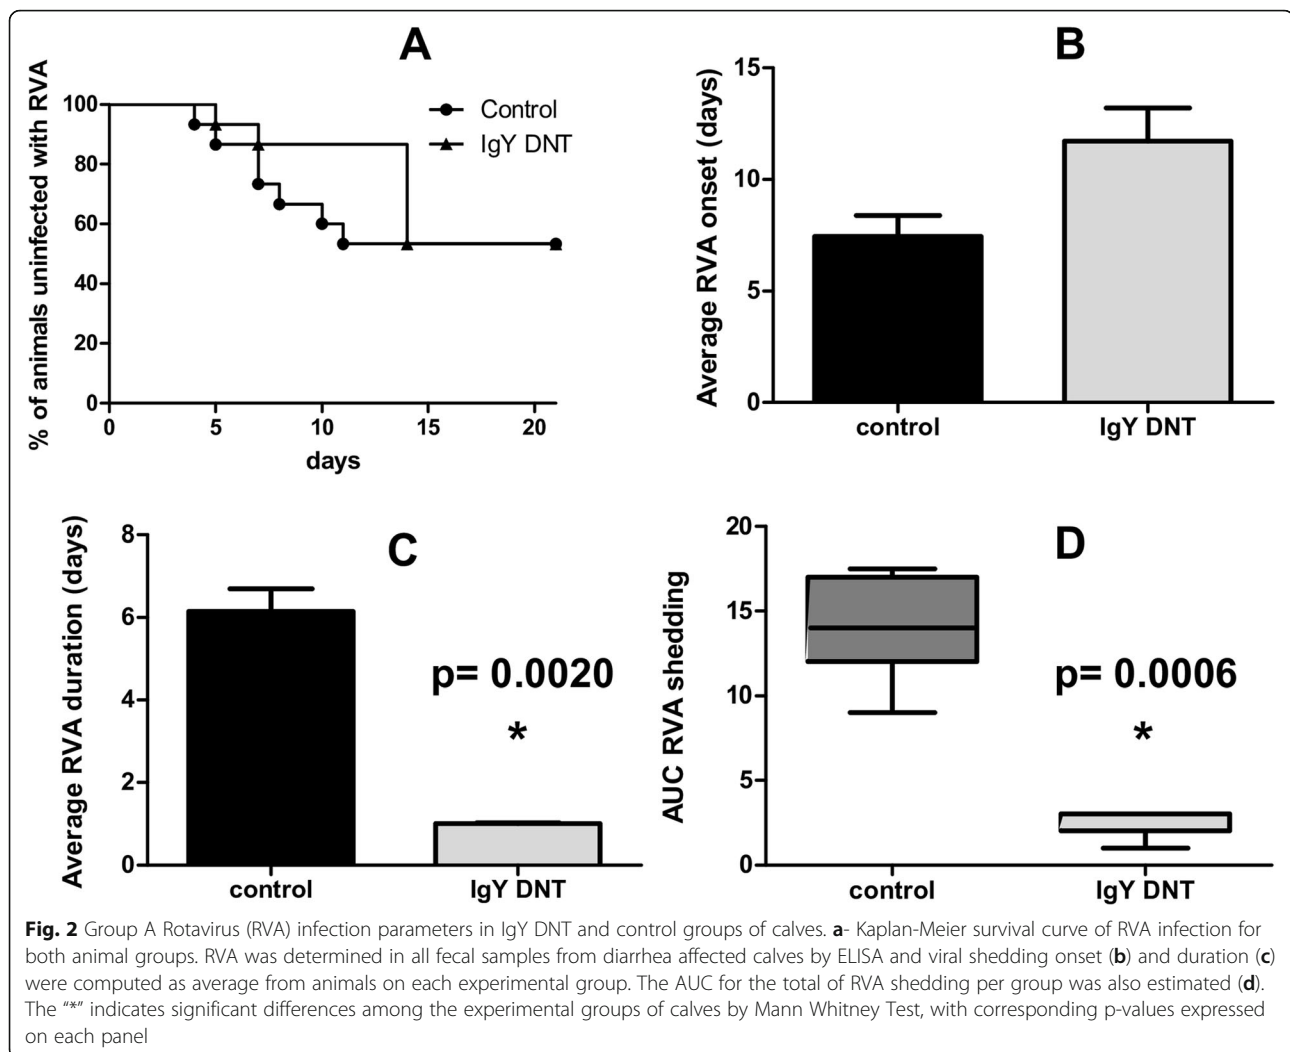 A
% of animals uninfected with RVA
100
80
60
40
20
0
0 5 10 15 20
days
Control
IgY DNT
B
Average RVA onset (days)
15
10
5
0
control IgY DNT
C
Average RVA duration (days)
8
6
4
2
0
p= 0.0020
*
control IgY DNT
D
AUC RVA shedding
20
15
10
5
0
p= 0.0006
*
control IgY DNT
Fig. 2 Group A Rotavirus (RVA) infection parameters in IgY DNT and control groups of calves. a- Kaplan-Meier survival curve of RVA infection for
both animal groups. RVA was determined in all fecal samples from diarrhea affected calves by ELISA and viral shedding onset (b) and duration (c)
were computed as average from animals on each experimental group. The AUC for the total of RVA shedding per group was also estimated (d).
The “*” indicates significant differences among the experimental groups of calves by Mann Whitney Test, with corresponding p-values expressed
on each panel